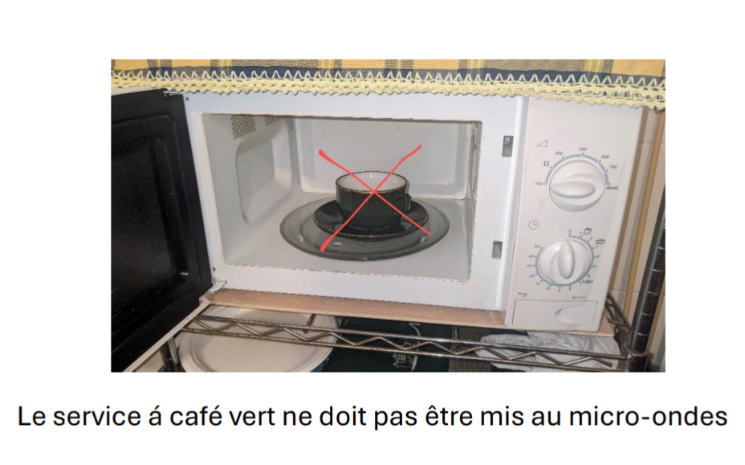 Le service á café vert ne doit pas être mis au micro-ondes